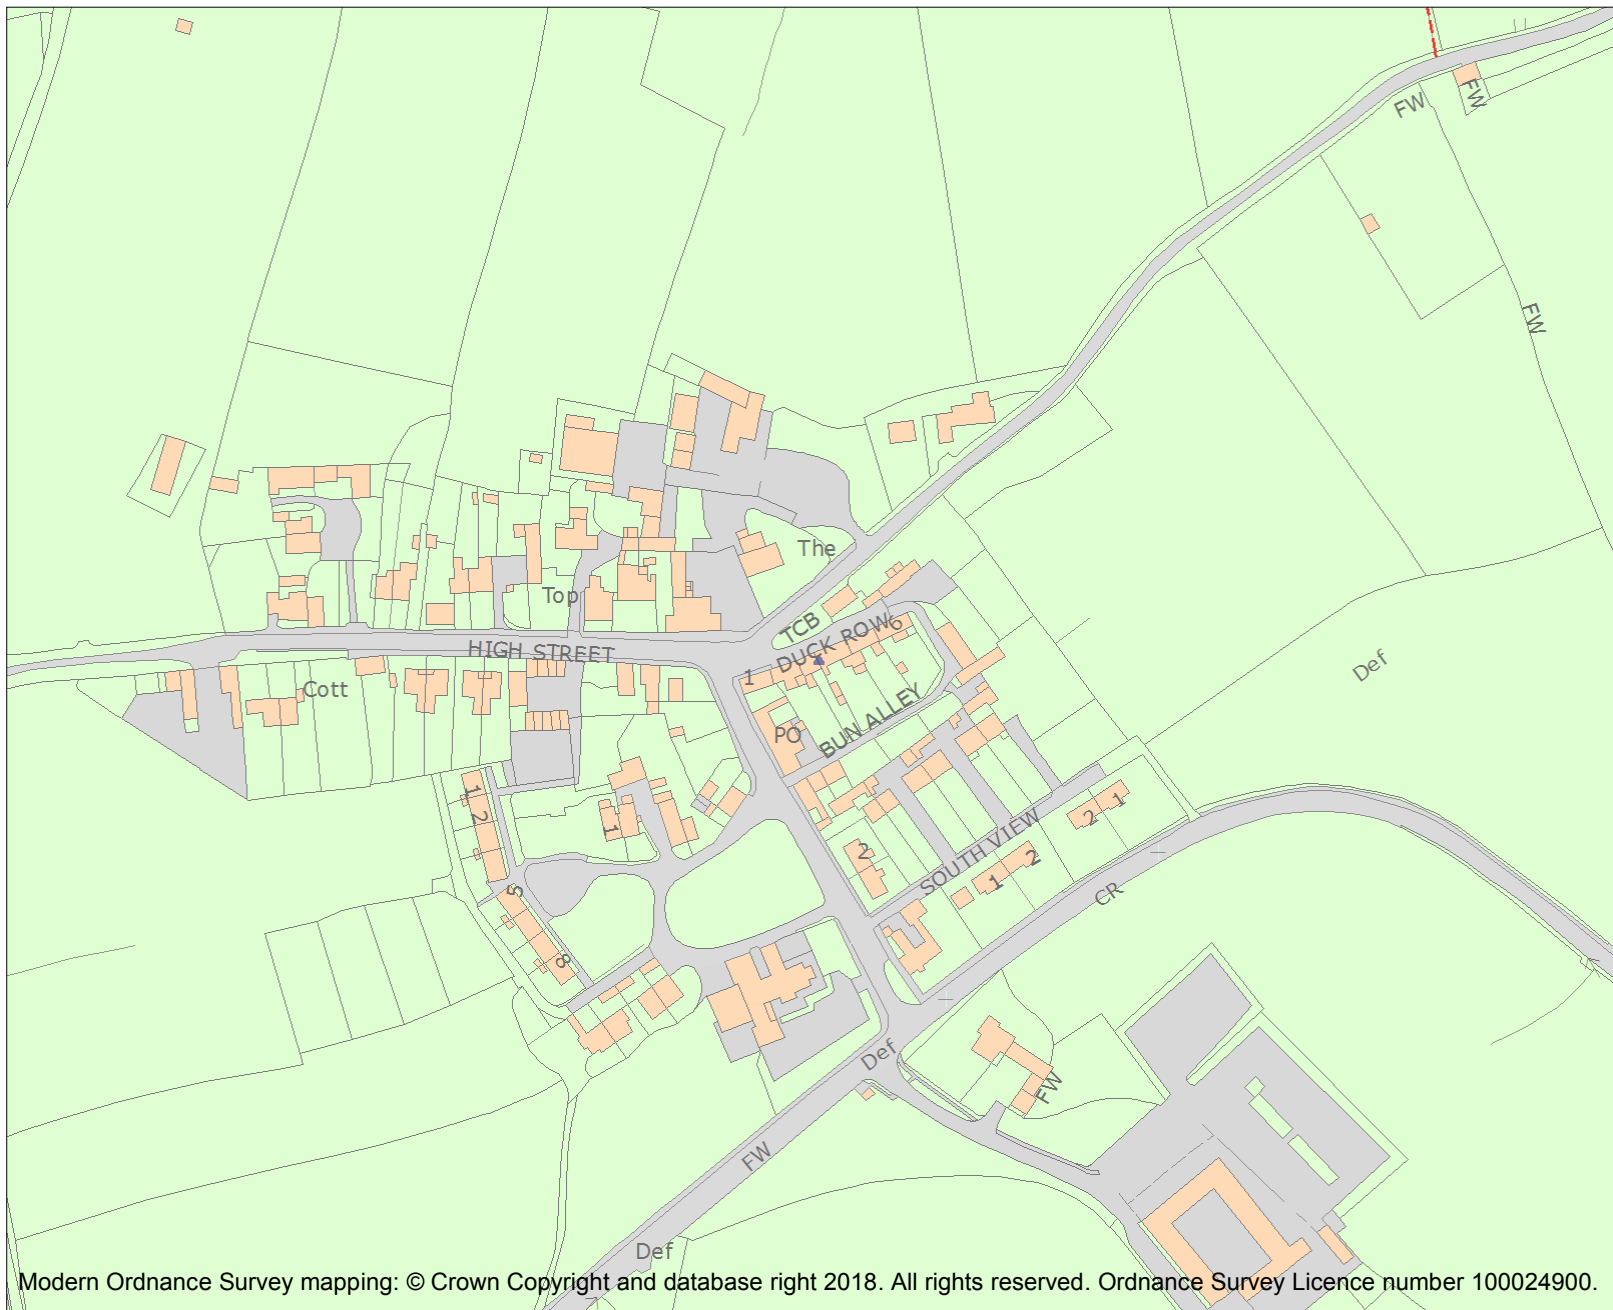 FW
FW
FW
The
Top
TCB
DUCK ROW
6
HIGH STREET
1
Def
Cott
PO
BUN ALLEY
1
2
1
2
1
2
SOUTH VIEW
2
1
5
CR
8
Def
FW
FW
Def
Modern Ordnance Survey mapping: © Crown Copyright and database right 2018. All rights reserved. Ordnance Survey Licence number 100024900.